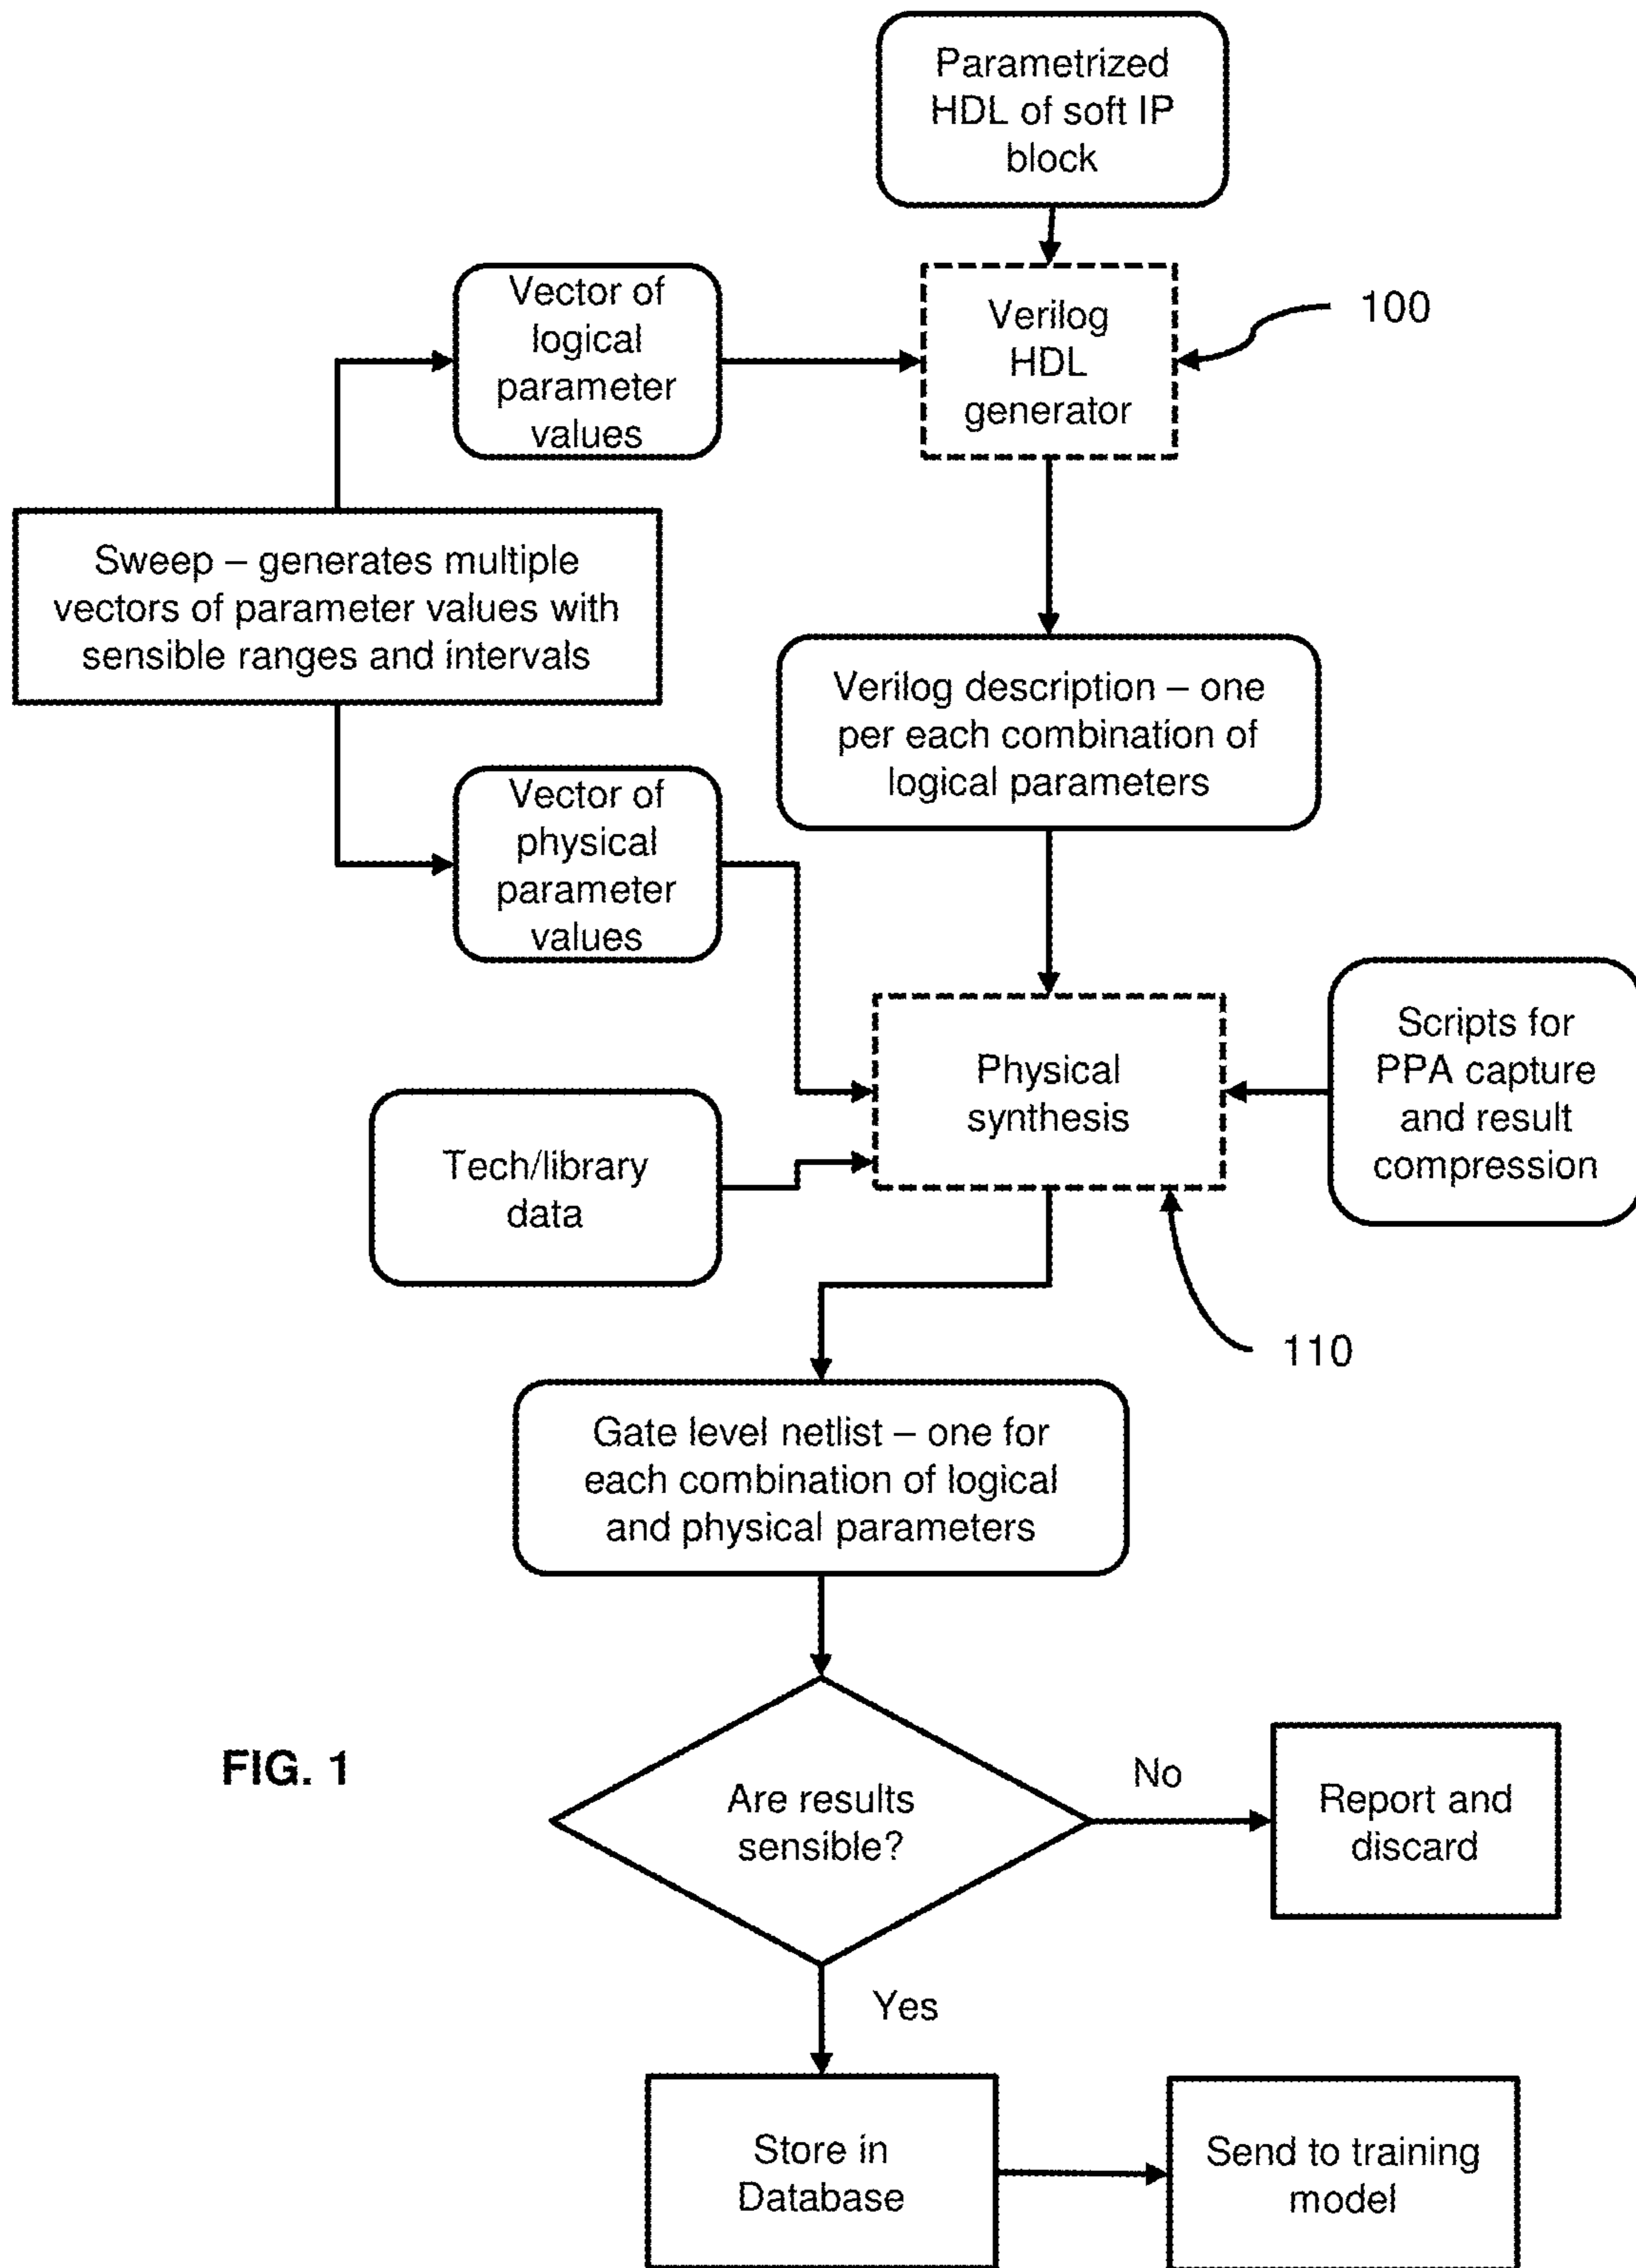 Parametrized
HDL of soft IP
block
Vector of
logical
parameter
values
Verilog
HDL
generator
100
Sweep – generates multiple
vectors of parameter values with
sensible ranges and intervals
Verilog description – one
per each combination of
logical parameters
Vector of
physical
parameter
values
Physical
synthesis
Scripts for
PPA capture
and result
compression
Tech/library
data
110
Gate level netlist – one for
each combination of logical
and physical parameters
FIG. 1
Are results
sensible?
No
Report and
discard
Yes
Store in
Database
Send to training
model